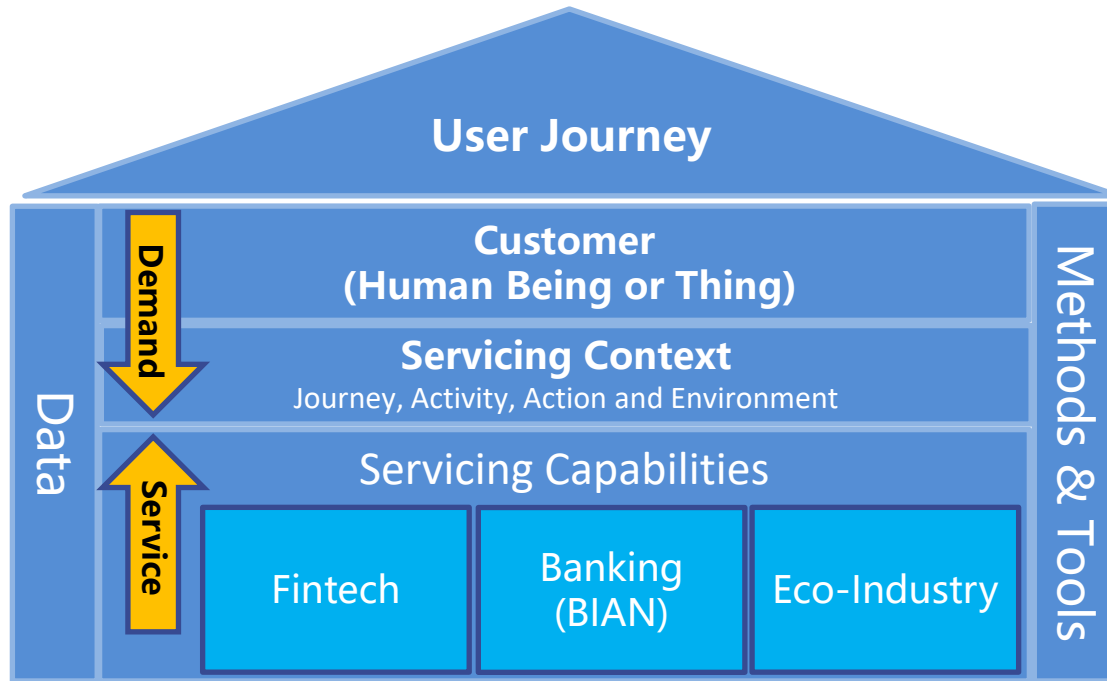 User Journey
Data
Demand
Customer
(Human Being or Thing)
Servicing Context
Journey, Activity, Action and Environment
Service
Servicing Capabilities
Fintech
Banking
(BIAN)
Eco-Industry
Methods & Tools